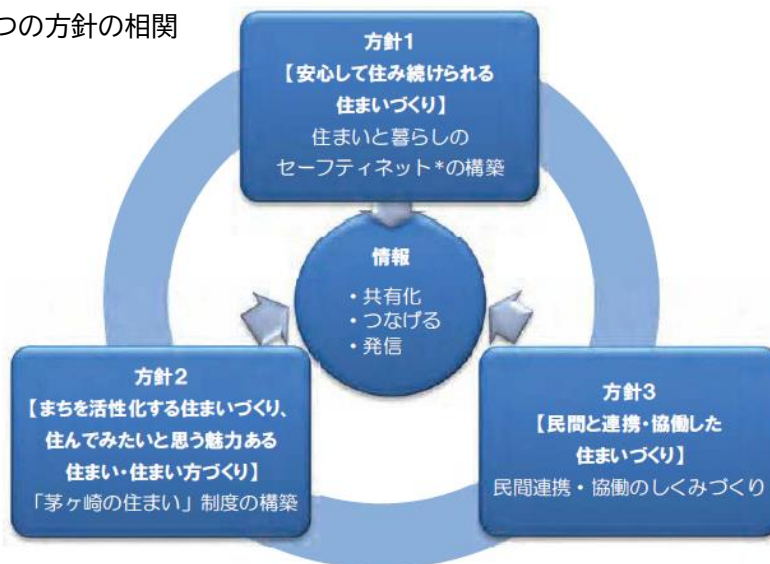 つの方針の相関
方針1
【安心して住み続けられる
住まいづくり】
住まいと暮らしの
セーフティネット*の構築
情報
・共有化
・つなげる
・発信
方針2
【まちを活性化する住まいづくり、
住んでみたいと思う魅力ある
住まい・住まい方づくり】
「茅ヶ崎の住まい」制度の構築
方針3
【民間と連携・協働した
住まいづくり】
民間連携・協働のしくみづくり